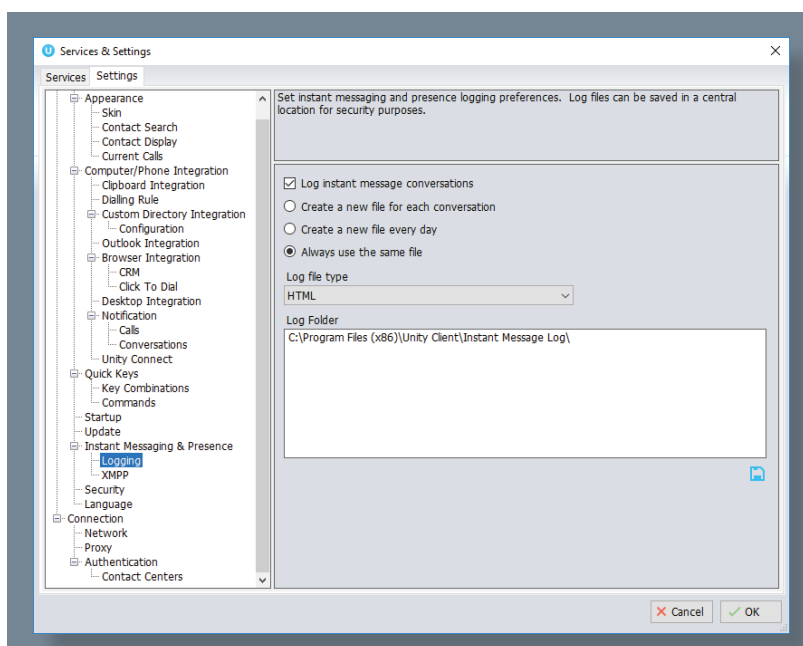 Services & Settings
Services Settings
Appearance
Skin
Contact Search
Contact Display
Current Calls
Computer/Phone Integration
Clipboard Integration
Dialling Rule
Custom Directory Integration
Configuration
Outlook Integration
Browser Integration
CRM
Click To Dial
Desktop Integration
Notification
Calls
Conversations
Unity Connect
Quick Keys
Key Combinations
Commands
Startup
Update
Instant Messaging & Presence
Logging
XMPP
Security
Language
Connection
Network
Proxy
Authentication
Contact Centers
Set instant messaging and presence logging preferences. Log files can be saved in a central
location for security purposes.
Log instant message conversations
Create a new file for each conversation
Create a new file every day
Always use the same file
Log file type
HTML
Log Folder
C:\Program Files (x86)\Unity Client\Instant Message Log\
Cancel OK